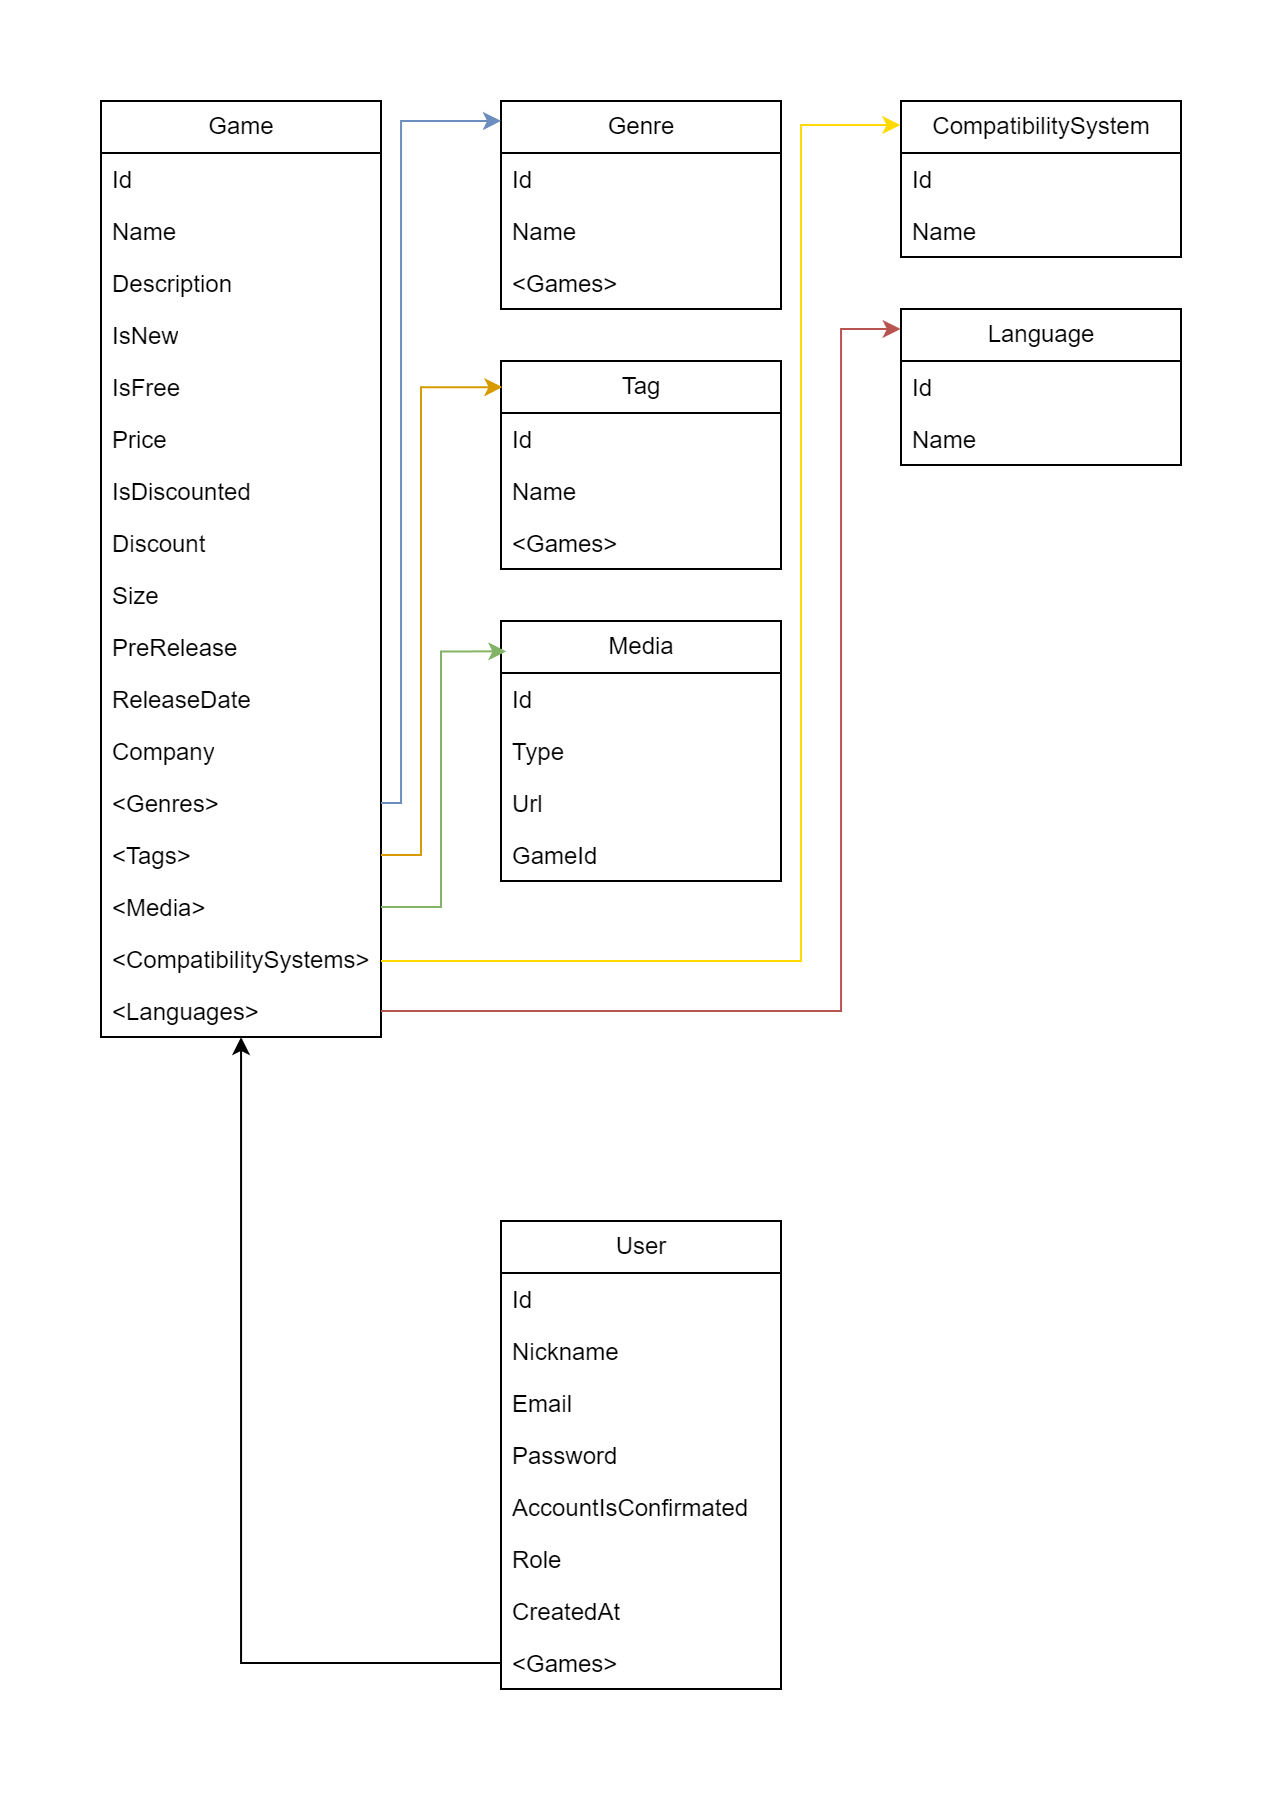 Game
Id
Name
Description
IsNew
IsFree
Price
IsDiscounted
Discount
Size
PreRelease
ReleaseDate
Company
<Genres>
<Tags>
<Media>
<CompatibilitySystems>
<Languages>
Genre
Id
Name
<Games>
Tag
Id
Name
<Games>
Media
Id
Type
Url
GameId
CompatibilitySystem
Id
Name
Language
Id
Name
User
Id
Nickname
Email
Password
AccountIsConfirmated
Role
CreatedAt
<Games>